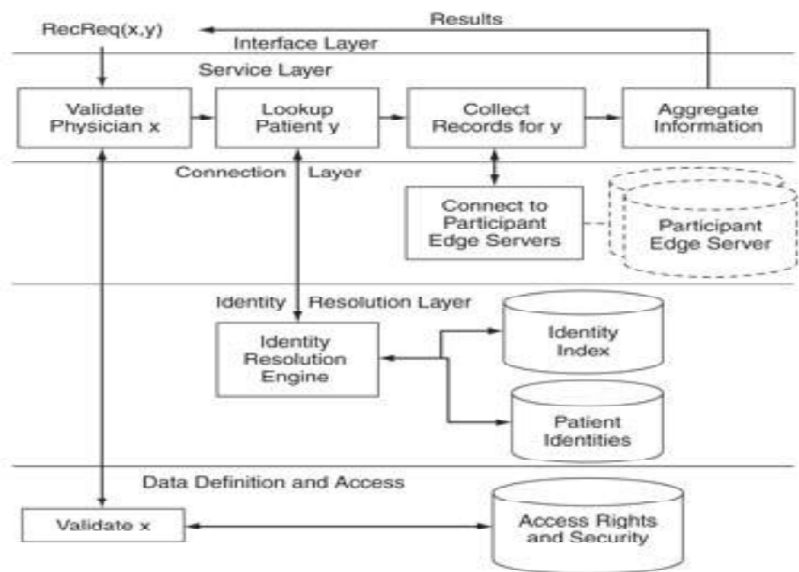 RecReq(x,y)
Results
Interface Layer
Service Layer
Validate
Physician x
Lookup
Patient y
Collect
Records for y
Aggregate
Information
Connection Layer
Connect to
Participant
Edge Servers
Participant
Edge Server
Identity Resolution Layer
Identity
Resolution
Engine
Identity
Index
Patient
Identities
Data Definition and Access
Validate x
Access Rights
and Security